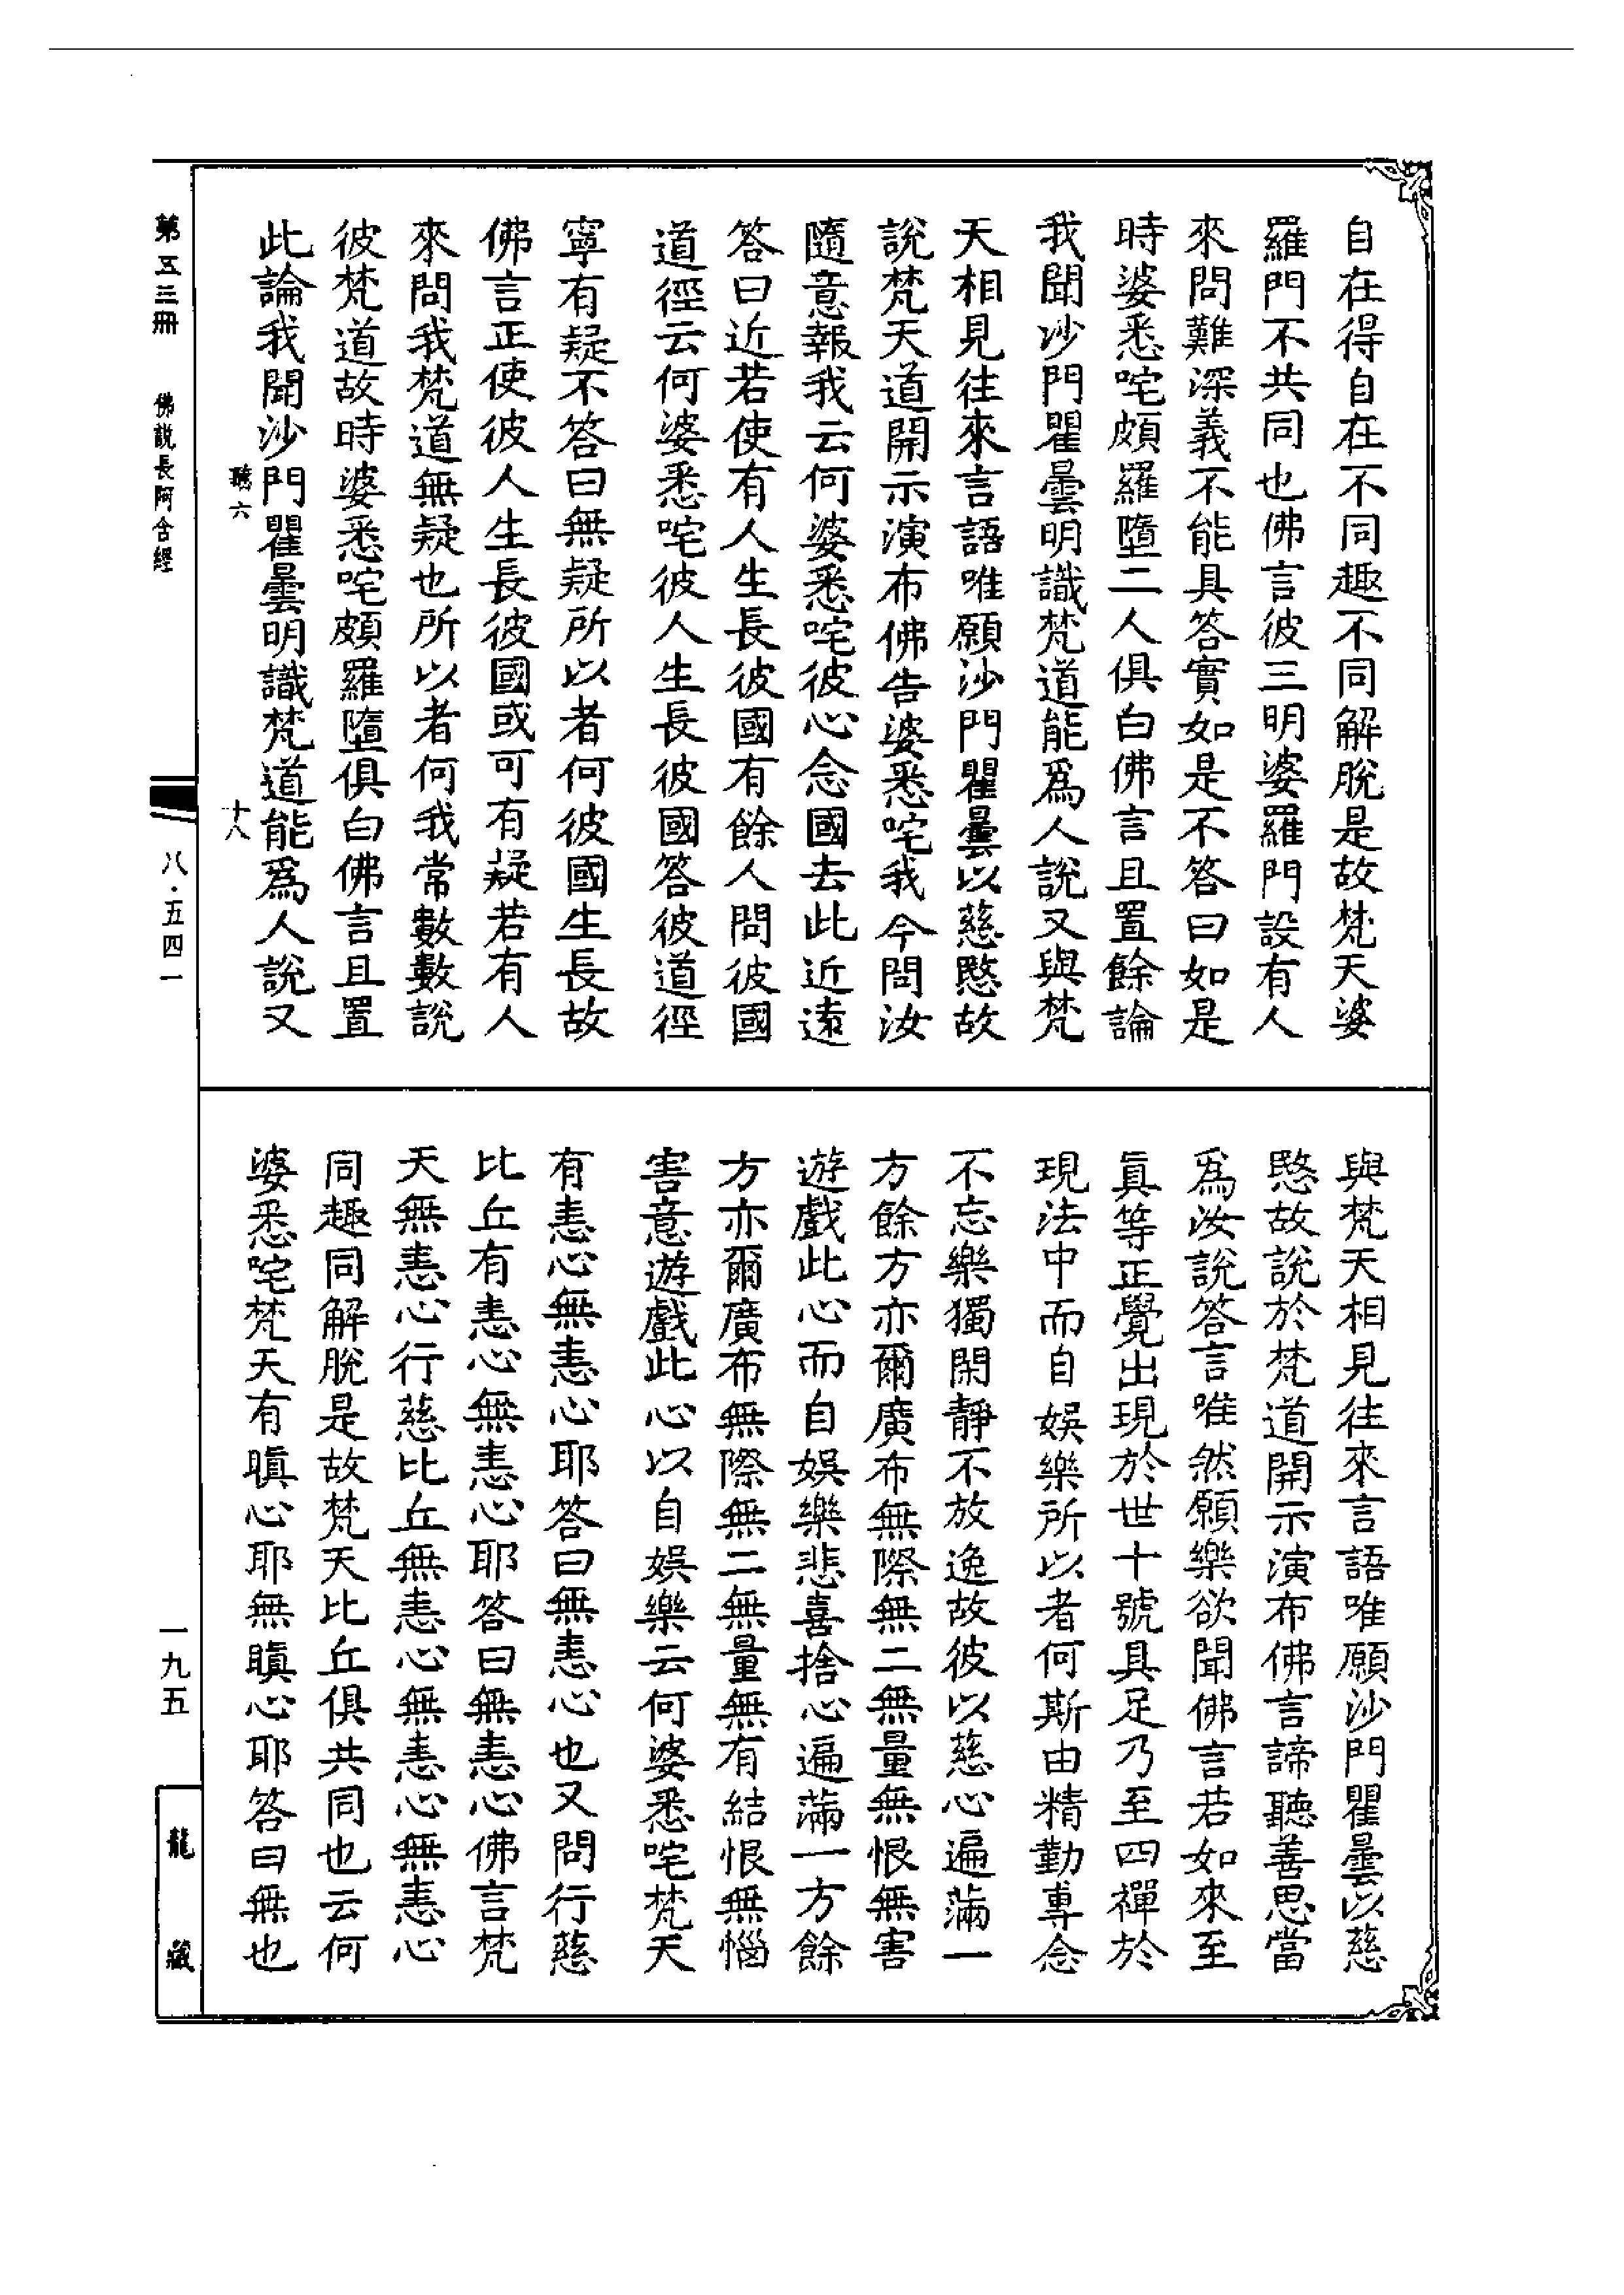 自在得自在不同趣不同解脫是故梵天婆
羅門不共同也佛言彼三明婆羅門設有人
來問難深義不能具答實如是不答曰如是
時婆悉咤頗羅墮二人俱白佛言且置餘論
我聞沙門瞿曇明識梵道能爲人說又與梵
天相見往來言語唯願沙門瞿曇以慈愍故
說梵天道開示演布佛告婆悉咤我今問汝
隨意報我云何婆悉咤彼心念國去此近遠
答曰近若使有人生長彼國有餘人問彼國
道徑云何婆悉咤彼人生長彼國答彼道徑
寧有疑不答曰無疑所以者何彼國生長故
佛言正使彼人生長彼國或可有疑若有人
來問我梵道無疑也所以者何我常數數說
彼梵道故時婆悉咤頗羅墮俱白佛言且置
此論我聞沙門瞿曇明識梵道能爲人說又
聽六
十八
與梵天相見往來言語唯願沙門瞿曇以慈
愍故說於梵道開示演布佛言諦聽善思當
爲汝說答言唯然願樂欲聞佛言若如來至
眞等正覺出現於世十號具足乃至四禪於
現法中而自娛樂所以者何斯由精勤專念
不忘樂獨閑靜不放逸故彼以慈心遍滿一
方餘方亦爾廣布無際無二無量無恨無害
遊戲此心而自娛樂悲喜捨心遍滿一方餘
方亦爾廣布無際無二無量無有結恨無惱
害意遊戲此心以自娛樂云何婆悉咤梵天
有恚心無恚心耶答曰無恚心也又問行慈
比丘有恚心無恚心耶答曰無恚心佛言梵
天無恚心行慈比丘無恚心無恚心無恚心
同趣同解脫是故梵天比丘俱共同也云何
婆悉咤梵天有瞋心耶無瞋心耶答曰無也
第五三冊
佛說長阿含經
八·五四一
一九五
龍藏